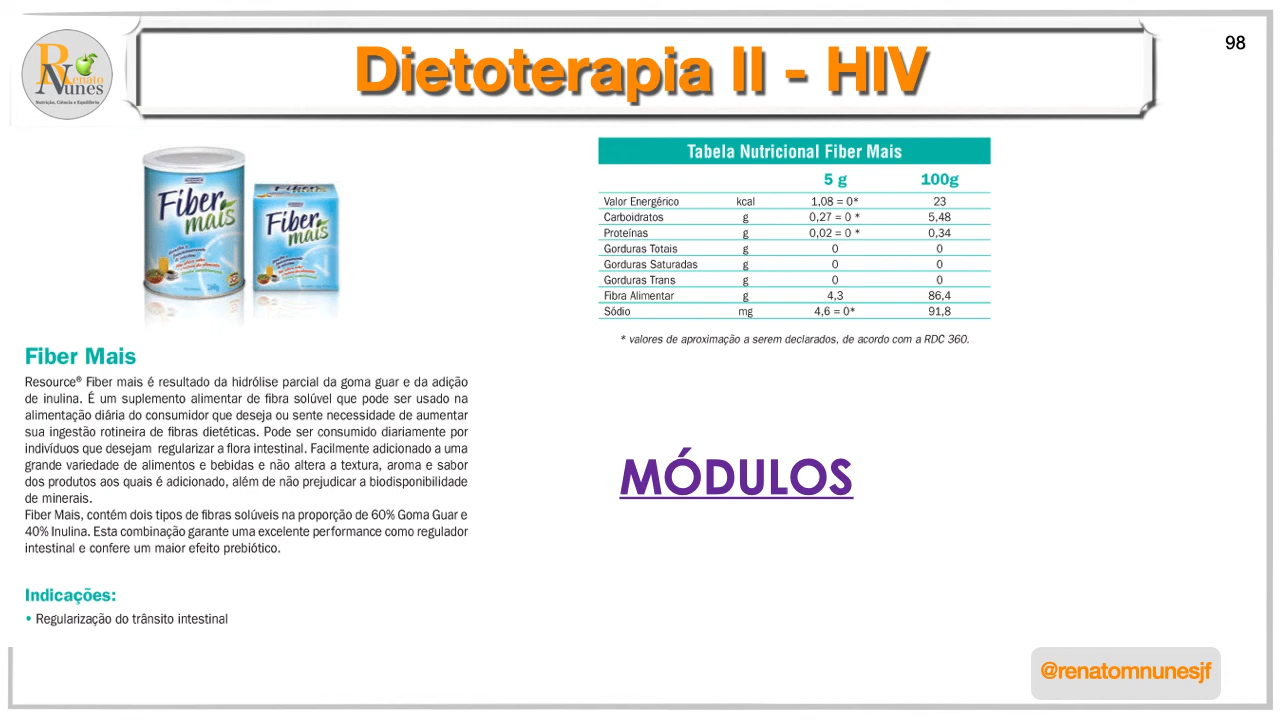 98
Dietoterapia II - HIV
RN
Renato
Nunes
Nutrição, Ciência e Equilíbrio
Fiber
mais
Fiber
mais
Tabela Nutricional Fiber Mais
5 g 100g
Valor Energérico kcal 1,08 = 0* 23
Carboidratos g 0,27 = 0 * 5,48
Proteínas g 0,02 = 0 * 0,34
Gorduras Totais g 0 0
Gorduras Saturadas g 0 0
Gorduras Trans g 0 0
Fibra Alimentar g 4,3 86,4
Sódio mg 4,6 = 0* 91,8
* valores de aproximação a serem declarados, de acordo com a RDC 360.
Fiber Mais
Resource® Fiber mais é resultado da hidrólise parcial da goma guar e da adição
de inulina. É um suplemento alimentar de fibra solúvel que pode ser usado na
alimentação diária do consumidor que deseja ou sente necessidade de aumentar
sua ingestão rotineira de fibras dietéticas. Pode ser consumido diariamente por
indivíduos que desejam regularizar a flora intestinal. Facilmente adicionado a uma
grande variedade de alimentos e bebidas e não altera a textura, aroma e sabor
dos produtos aos quais é adicionado, além de não prejudicar a biodisponibilidade
de minerais.
Fiber Mais, contém dois tipos de fibras solúveis na proporção de 60% Goma Guar e
40% Inulina. Esta combinação garante uma excelente performance como regulador
intestinal e confere um maior efeito prebiótico.
MÓDULOS
Indicações:
• Regularização do trânsito intestinal
@renatomnunesjf